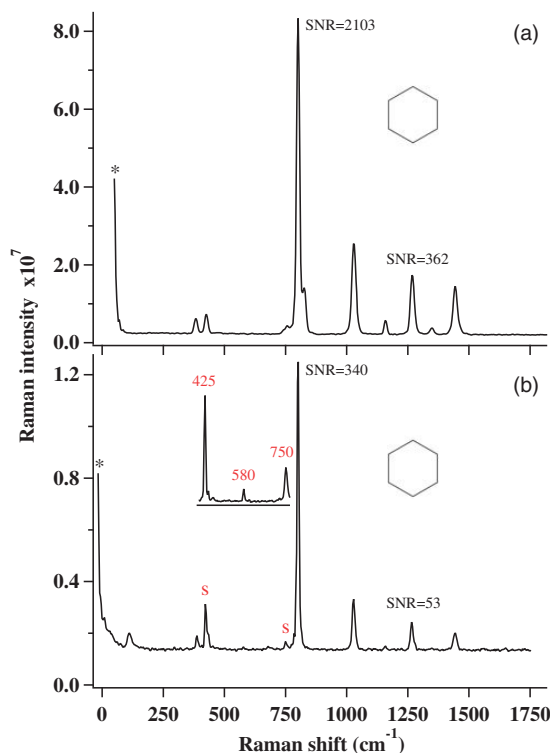 SNR=2103
(a)
8.0
6.0
*
4.0
SNR=362
2.0
0.0
Raman intensity x10⁷
1.2
425
SNR=340
(b)
750
580
*
0.8
S
SNR=53
0.4
S
0.0
0 250 500 750 1000 1250 1500 1750
Raman shift (cm⁻¹)